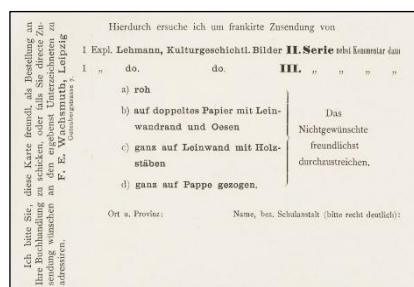 Hierdurch ersuche ich um frankirte Zusendung von
1 Expl. Lehmann, Kulturgeschichtl. Bilder II. Serie nebst Kommentar dazu
1 „ do. do. III. „ „ „ „
a) roh
b) auf doppeltes Papier mit Lein-
wandrand und Oesen
c) ganz auf Leinwand mit Holz-
stäben
d) ganz auf Pappe gezogen.
Das
Nichtgewünschte
freundlichst
durchzustreichen.
Ort u. Provinz: Name, bez. Schulanstalt (bitte recht deutlich):
Ich bitte Sie, diese Karte freundl. als Bestellung an
Ihre Buchhandlung zu schicken, oder falls Sie directe Zu-
sendung wünschen an den ergebenst Unterzeichneten zu
adressiren.
F. E. Wachsmuth, Leipzig